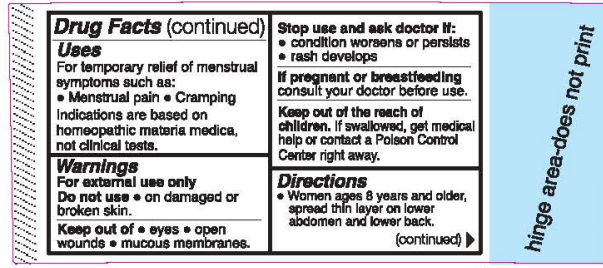 Drug Facts (continued)
Uses
For temporary relief of menstrual
symptoms such as:
• Menstrual pain • Cramping
Indications are based on
homeopathic materia medica,
not clinical tests.
Warnings
For external use only
Do not use • on damaged or
broken skin.
Keep out of • eyes • open
wounds • mucous membranes.
Stop use and ask doctor if:
• condition worsens or persists
• rash develops
If pregnant or breastfeeding
consult your doctor before use.
Keep out of the reach of
children. If swallowed, get medical
help or contact a Poison Control
Center right away.
Directions
• Women ages 8 years and older,
spread thin layer on lower
abdomen and lower back.
(continued)
hinge area-does not print